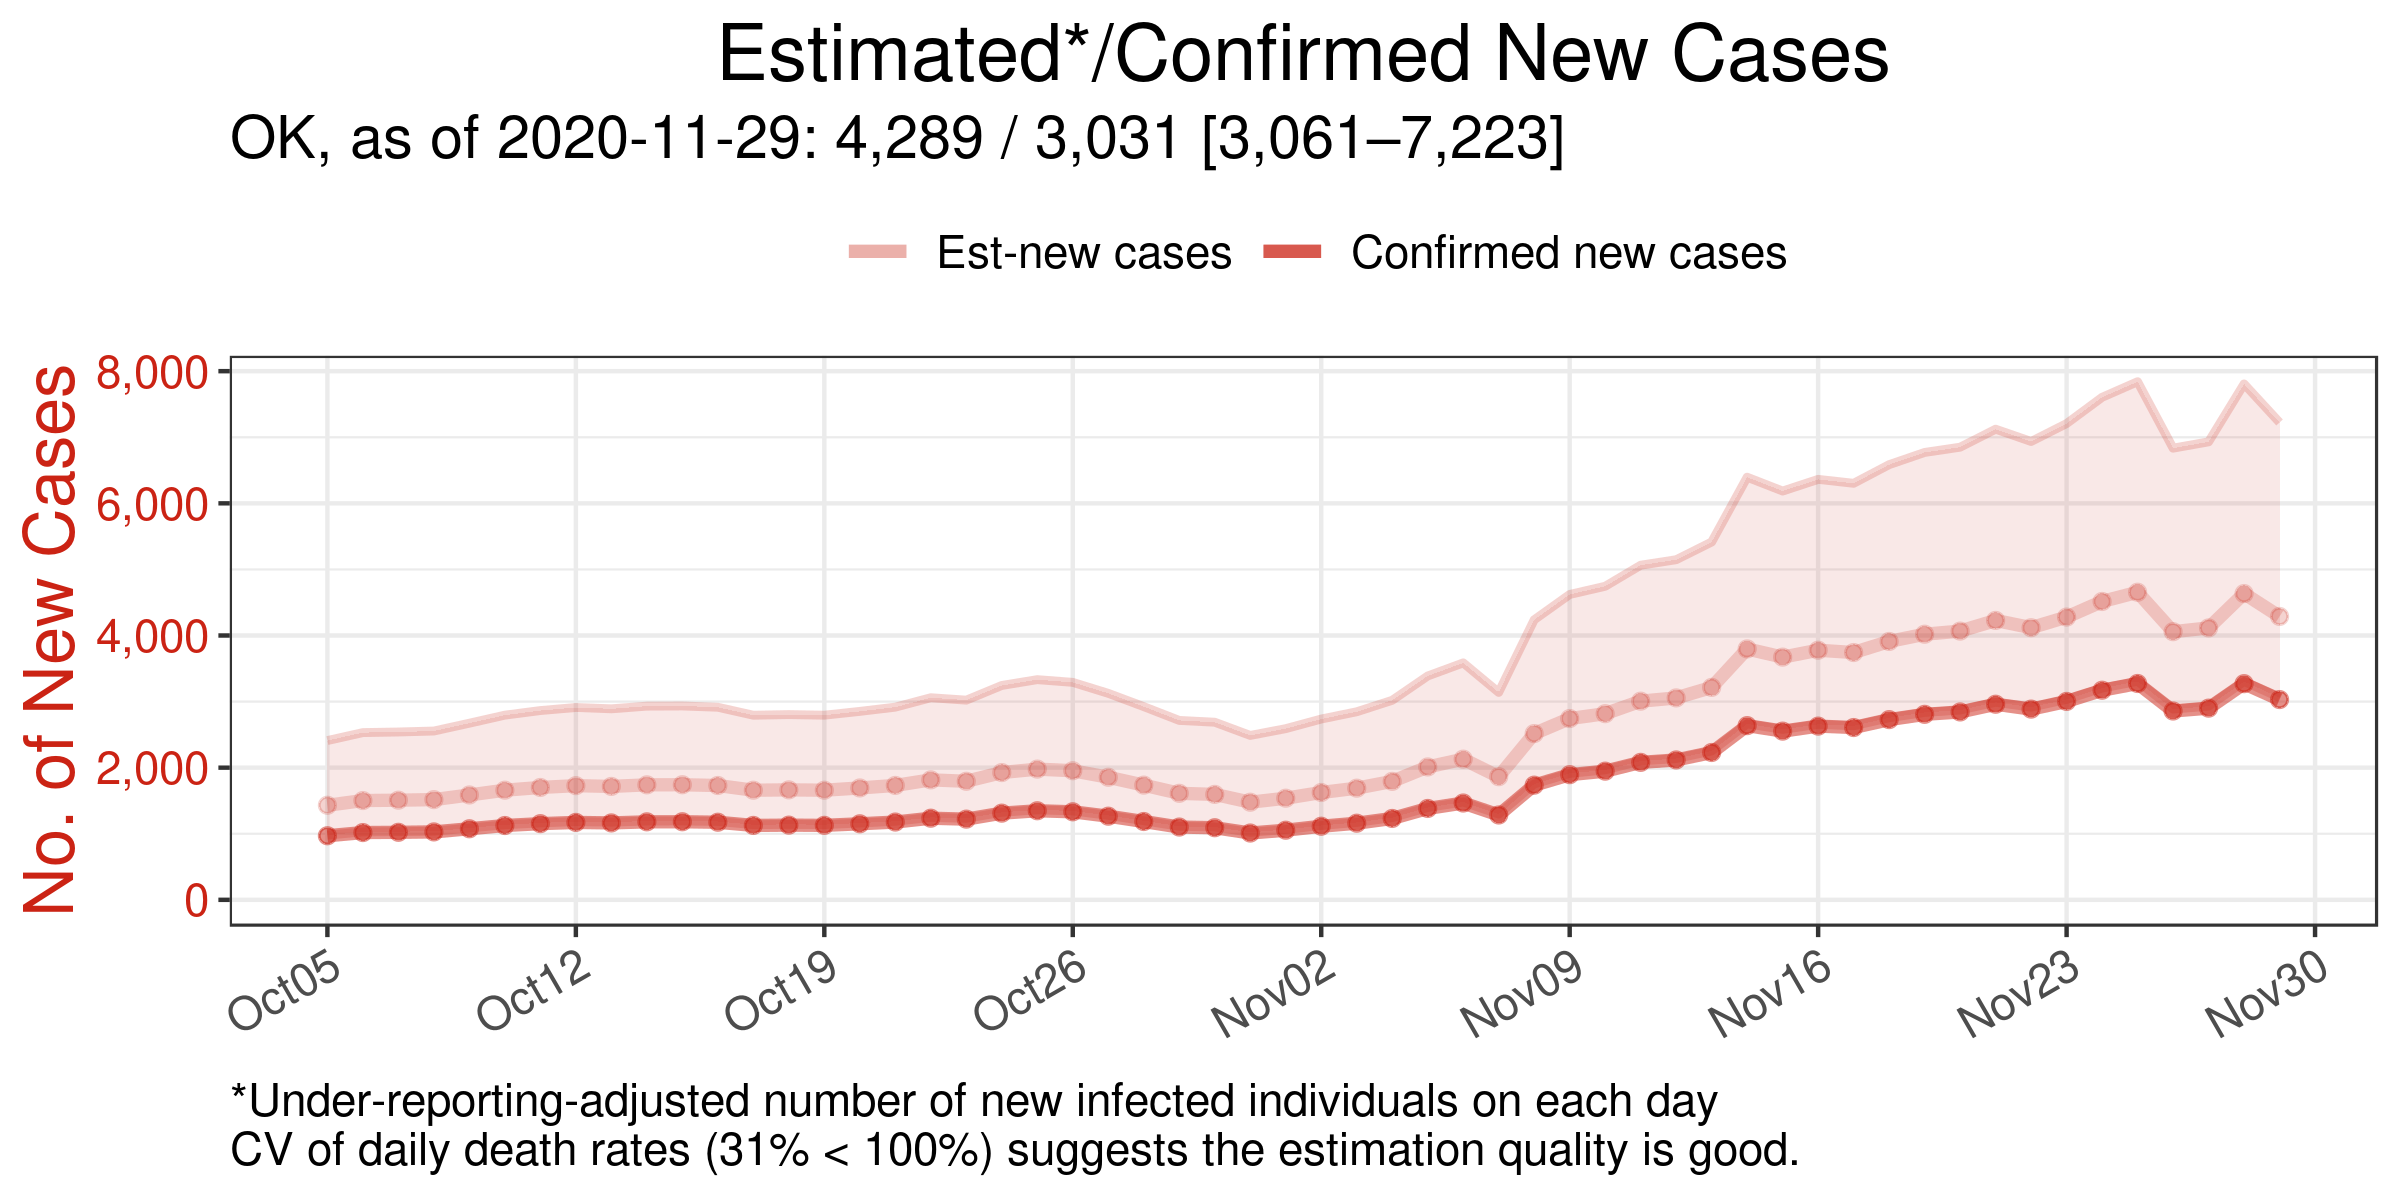 Estimated*/Confirmed New Cases
OK, as of 2020-11-29: 4,289 / 3,031 [3,061–7,223]
Est-new cases
Confirmed new cases
No. of New Cases
8,000
6,000
4,000
2,000
0
Oct05
Oct12
Oct19
Oct26
Nov02
Nov09
Nov16
Nov23
Nov30
*Under-reporting-adjusted number of new infected individuals on each day
CV of daily death rates (31% < 100%) suggests the estimation quality is good.